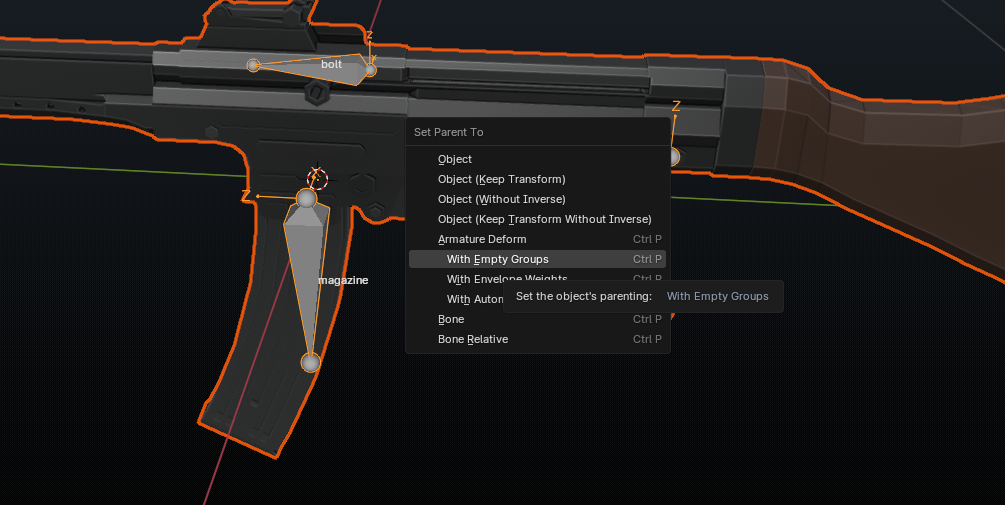 Z
bolt
Z
Set Parent To
Object
Object (Keep Transform)
Object (Without Inverse)
Z
Object (Keep Transform Without Inverse)
Armature Deform Ctrl P
With Empty Groups Ctrl P
With Envelope Weights Ctrl P
magazine
With Auton
Set the object's parenting: With Empty Groups
Bone Ctrl P
Bone Relative Ctrl P